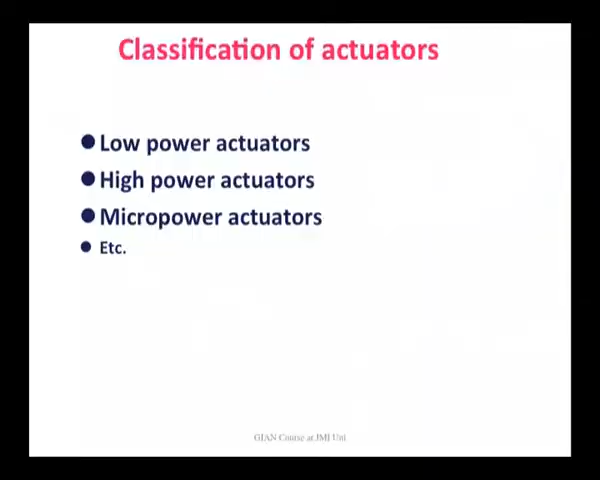 Classification of actuators
● Low power actuators
● High power actuators
● Micropower actuators
● Etc.
GIAN Course at JMI Uni